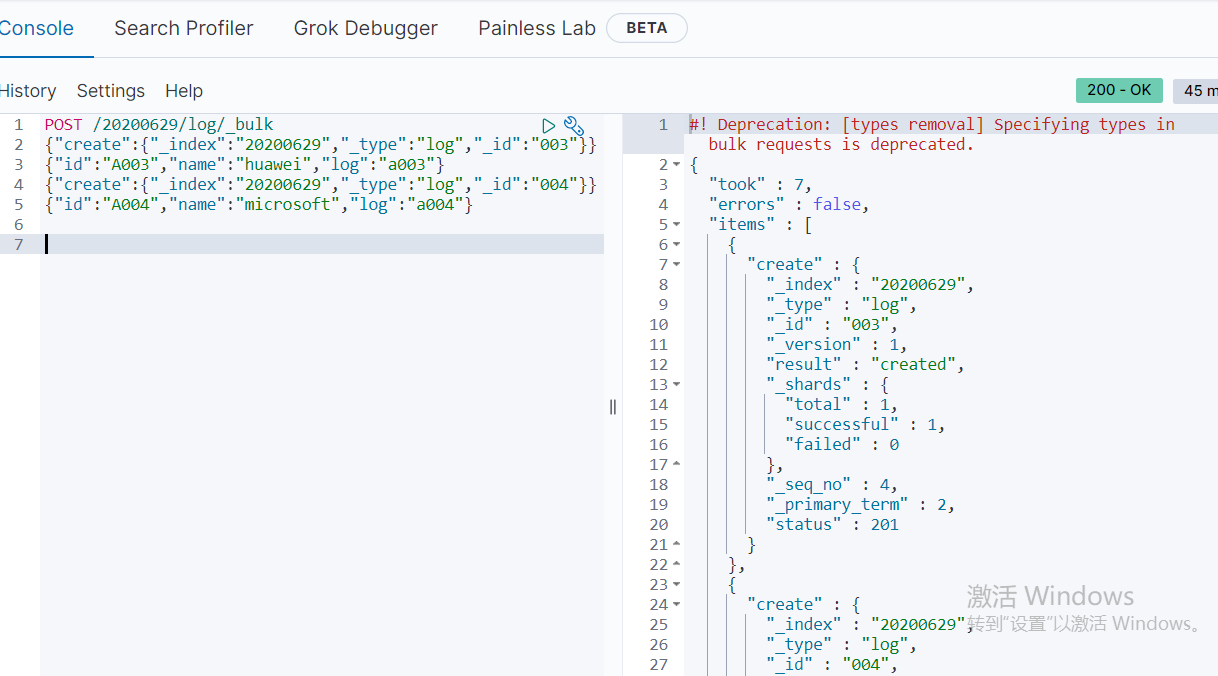 Console Search Profiler Grok Debugger Painless Lab BETA
History Settings Help
200 - OK 45 m
1 POST /20200629/log/_bulk
2 {"create":{"_index":"20200629","_type":"log","_id":"003"}}
3 {"id":"A003","name":"huawei","log":"a003"}
4 {"create":{"_index":"20200629","_type":"log","_id":"004"}}
5 {"id":"A004","name":"microsoft","log":"a004"}
6
7
1 #! Deprecation: [types removal] Specifying types in
bulk requests is deprecated.
2 {
3 "took" : 7,
4 "errors" : false,
5 "items" : [
6 {
7 "create" : {
8 "_index" : "20200629",
9 "_type" : "log",
10 "_id" : "003",
11 "_version" : 1,
12 "result" : "created",
13 "_shards" : {
14 "total" : 1,
15 "successful" : 1,
16 "failed" : 0
17 },
18 "_seq_no" : 4,
19 "_primary_term" : 2,
20 "status" : 201
21 }
22 },
23 {
24 "create" : {
25 "_index" : "20200629",
26 "_type" : "log",
27 "_id" : "004",
激活 Windows
转到“设置”以激活 Windows。